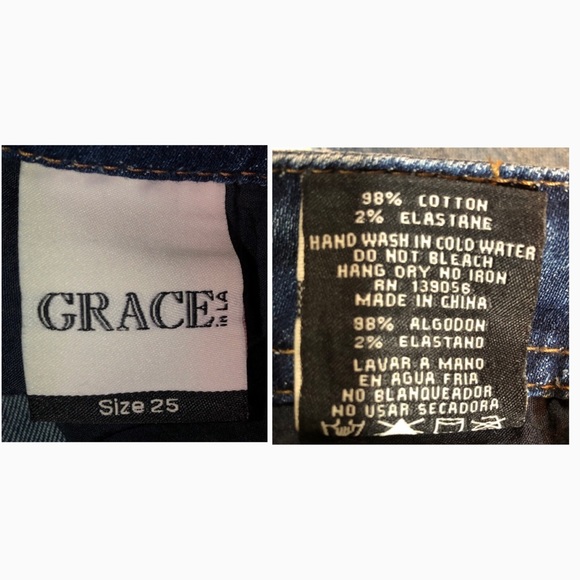 GRACE in LA
Size 25
98% COTTON
2% ELASTANE
HAND WASH IN COLD WATER
DO NOT BLEACH
HANG DRY NO IRON
RN 139056
MADE IN CHINA
98% ALGODON
2% ELASTANO
LAVAR A MANO
EN AGUA FRIA
NO BLANQUEADOR
NO USAR SECADORA